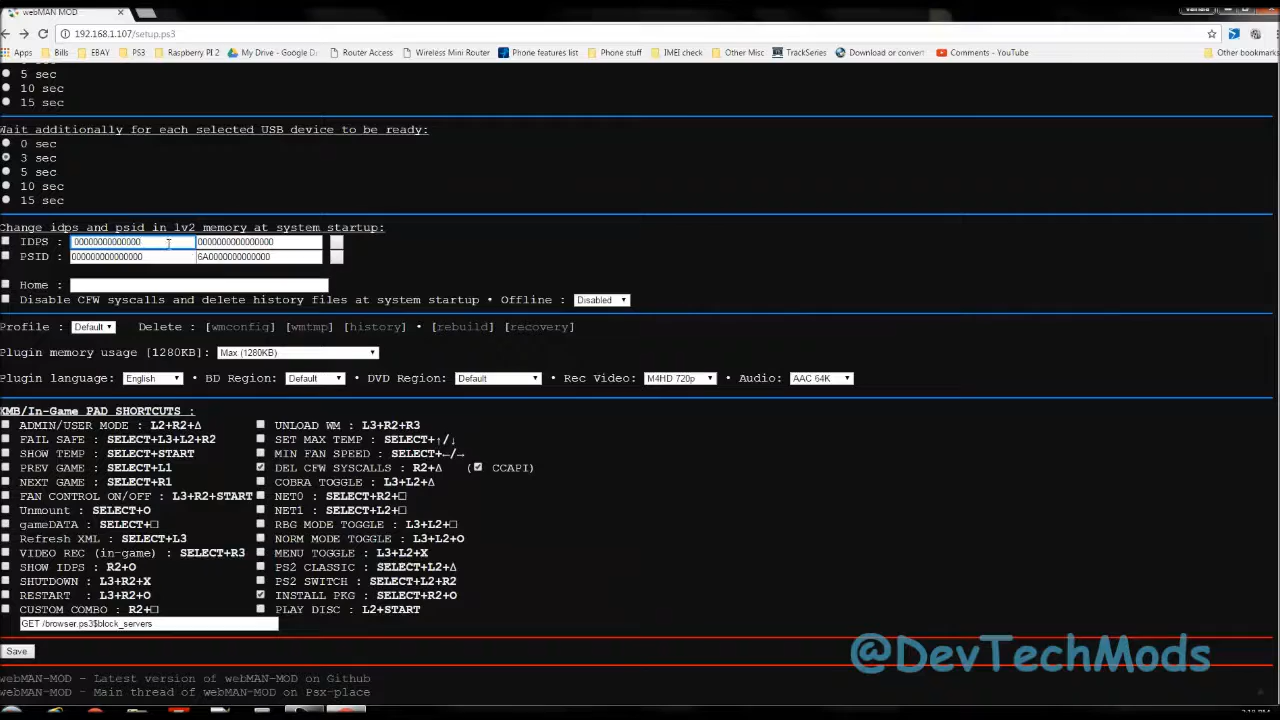 webMAN MOD
192.168.1.107/setup.ps3
Apps Bills EBAY PS3 Raspberry PI 2 My Drive - Google Dr Router Access Wireless Mini Router Phone features list Phone stuff IMEI check Other Misc TrackSeries Download or convert Comments - YouTube Other bookmarks
5 sec
10 sec
15 sec
Wait additionally for each selected USB device to be ready:
0 sec
3 sec
5 sec
10 sec
15 sec
Change idps and psid in lv2 memory at system startup:
IDPS : 00000000000000 0000000000000000
PSID : 0000000000000000 6A0000000000000
Home :
Disable CFW syscalls and delete history files at system startup • Offline : Disabled
Profile : Default Delete : [wmconfig] [wmtmp] [history] • [rebuild] [recovery]
Plugin memory usage [1280KB]: Max (1280KB)
Plugin language: English • BD Region: Default • DVD Region: Default • Rec Video: M4HD 720p • Audio: AAC 64K
XMB/In-Game PAD SHORTCUTS :
ADMIN/USER MODE : L2+R2+Δ UNLOAD WM : L3+R2+R3
FAIL SAFE : SELECT+L3+L2+R2 SET MAX TEMP : SELECT+↑/↓
SHOW TEMP : SELECT+START MIN FAN SPEED : SELECT+←/→
PREV GAME : SELECT+L1 DEL CFW SYSCALLS : R2+Δ ( CCAPI)
NEXT GAME : SELECT+R1 COBRA TOGGLE : L3+L2+Δ
FAN CONTROL ON/OFF : L3+R2+START NET0 : SELECT+R2+□
Unmount : SELECT+O NET1 : SELECT+L2+□
gameDATA : SELECT+□ RBG MODE TOGGLE : L3+L2+□
Refresh XML : SELECT+L3 NORM MODE TOGGLE : L3+L2+O
VIDEO REC (in-game) : SELECT+R3 MENU TOGGLE : L3+L2+X
SHOW IDPS : R2+O PS2 CLASSIC : SELECT+L2+Δ
SHUTDOWN : L3+R2+X PS2 SWITCH : SELECT+L2+R2
RESTART : L3+R2+O INSTALL PKG : SELECT+R2+O
CUSTOM COMBO : R2+□ PLAY DISC : L2+START
GET /browser.ps3$block_servers
Save
@DevTechMods
webMAN-MOD - Latest version of webMAN-MOD on Github
webMAN-MOD - Main thread of webMAN-MOD on Psx-place